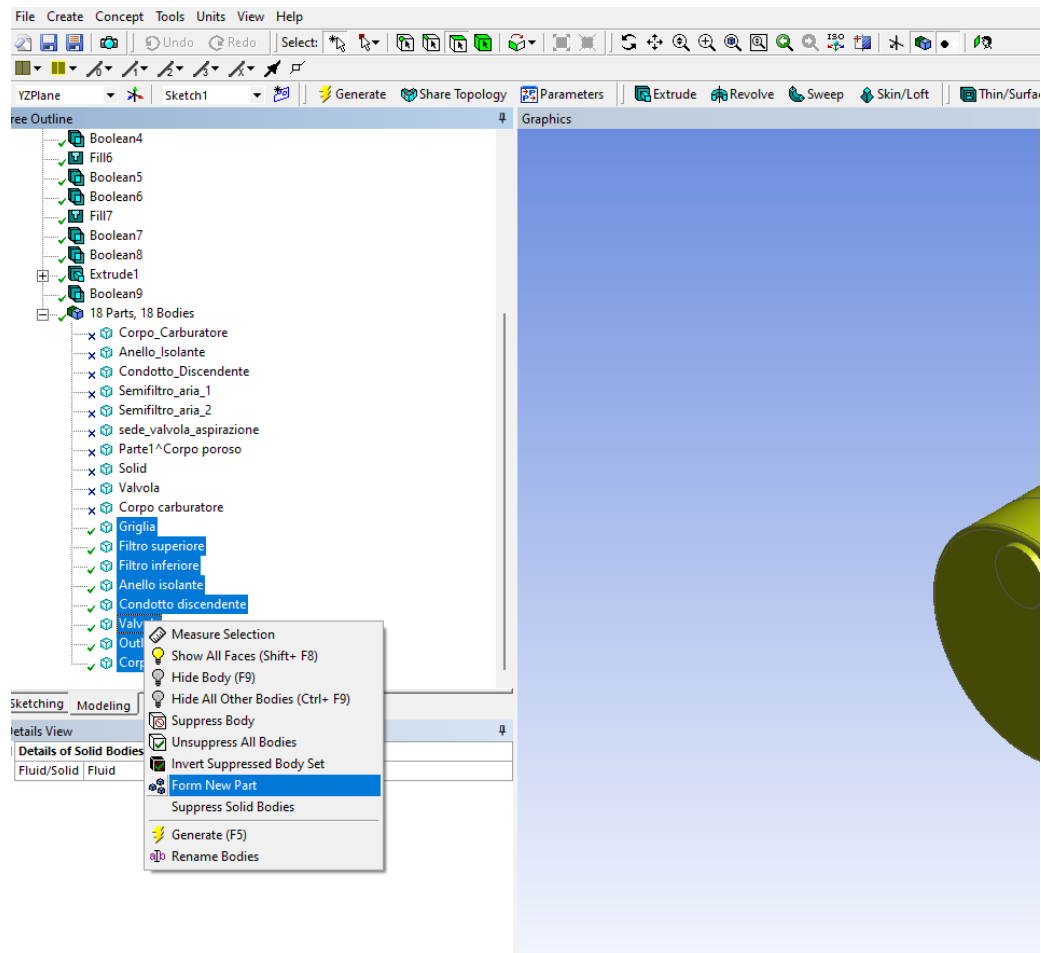 File Create Concept Tools Units View Help
Undo Redo Select: ISO
YZPlane Sketch1 Generate Share Topology Parameters Extrude Revolve Sweep Skin/Loft
ree Outline Graphics
Boolean4
Fill6
Boolean5
Boolean6
Fill7
Boolean7
Boolean8
Extrude1
Boolean9
18 Parts, 18 Bodies
Corpo_Carburatore
Anello_Isolante
Condotto_Discendente
Semifiltro_aria_1
Semifiltro_aria_2
sede_valvola_aspirazione
Parte1^Corpo poroso
Solid
Valvola
Corpo carburatore
Griglia
Filtro superiore
Filtro inferiore
Anello isolante
Condotto discendente
Measure Selection
Show All Faces (Shift+ F8)
Hide Body (F9)
Hide All Other Bodies (Ctrl+ F9)
Suppress Body
Unsuppress All Bodies
Invert Suppressed Body Set
Form New Part
Suppress Solid Bodies
Generate (F5)
Rename Bodies
Sketching Modeling
etails View
Details of Solid Bodies
Fluid/Solid Fluid